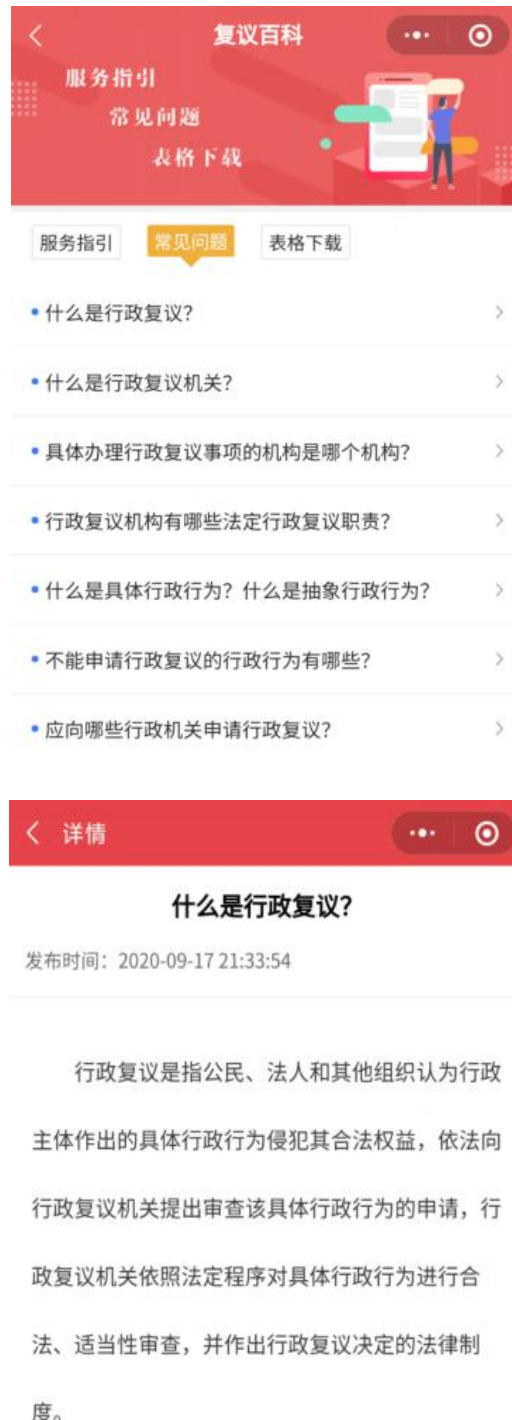 复议百科
服务指引
常见问题
表格下载
服务指引
常见问题
表格下载
什么是行政复议？
什么是行政复议机关？
具体办理行政复议事项的机构是哪个机构？
行政复议机构有哪些法定行政复议职责？
什么是具体行政行为？什么是抽象行政行为？
不能申请行政复议的行政行为有哪些？
应向哪些行政机关申请行政复议？
详情
什么是行政复议？
发布时间：2020-09-17 21:33:54
行政复议是指公民、法人和其他组织认为行政
主体作出的具体行政行为侵犯其合法权益，依法向
行政复议机关提出审查该具体行政行为的申请，行
政复议机关依照法定程序对具体行政行为进行合
法、适当性审查，并作出行政复议决定的法律制
度。